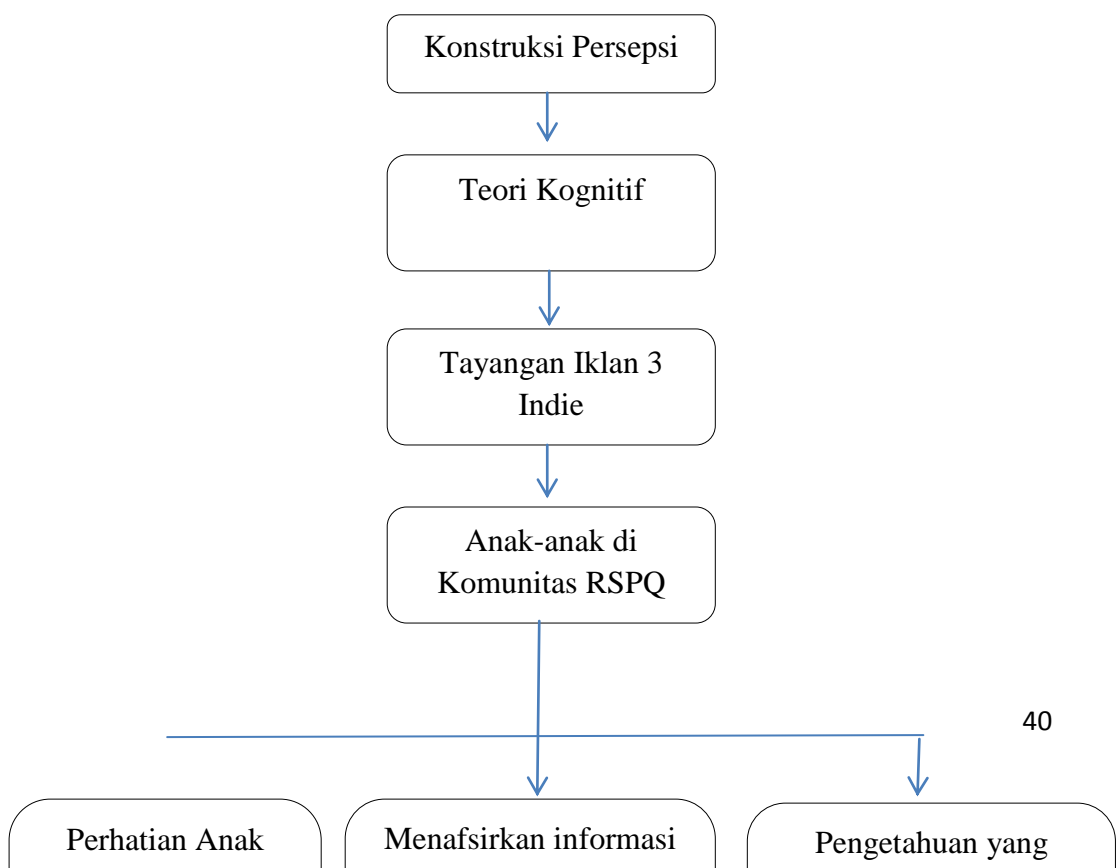 Konstruksi Persepsi
Teori Kognitif
Tayangan Iklan 3
Indie
Anak-anak di
Komunitas RSPQ
40
Perhatian Anak
Menafsirkan informasi
Pengetahuan yang